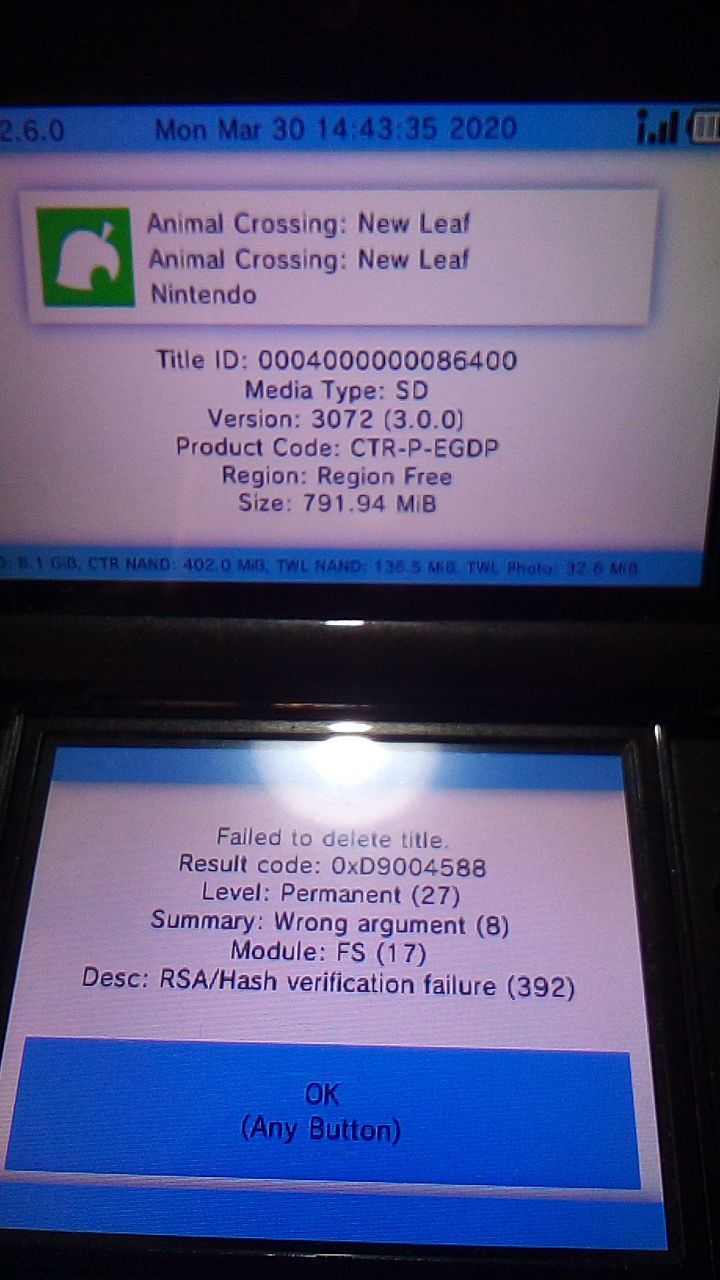 2.6.0 Mon Mar 30 14:43:35 2020
Animal Crossing: New Leaf
Animal Crossing: New Leaf
Nintendo
Title ID: 0004000000086400
Media Type: SD
Version: 3072 (3.0.0)
Product Code: CTR-P-EGDP
Region: Region Free
Size: 791.94 MiB
GiB, CTR NAND: 402.0 MiB, TWL NAND: 136.5 MiB, TWL Photo: 32.6 MiB
Failed to delete title.
Result code: 0xD9004588
Level: Permanent (27)
Summary: Wrong argument (8)
Module: FS (17)
Desc: RSA/Hash verification failure (392)
OK
(Any Button)